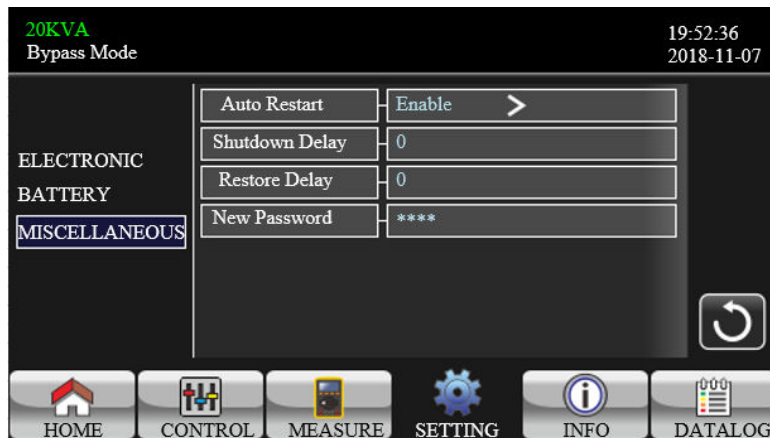 20KVA
Bypass Mode
19:52:36
2018-11-07
ELECTRONIC
BATTERY
MISCELLANEOUS
Auto Restart Enable >
Shutdown Delay 0
Restore Delay 0
New Password ****
HOME CONTROL MEASURE SETTING INFO DATALOG